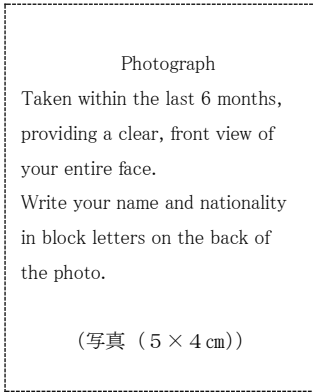 Photograph
Taken within the last 6 months,
providing a clear, front view of
your entire face.
Write your name and nationality
in block letters on the back of
the photo.
（写真（５×４㎝））